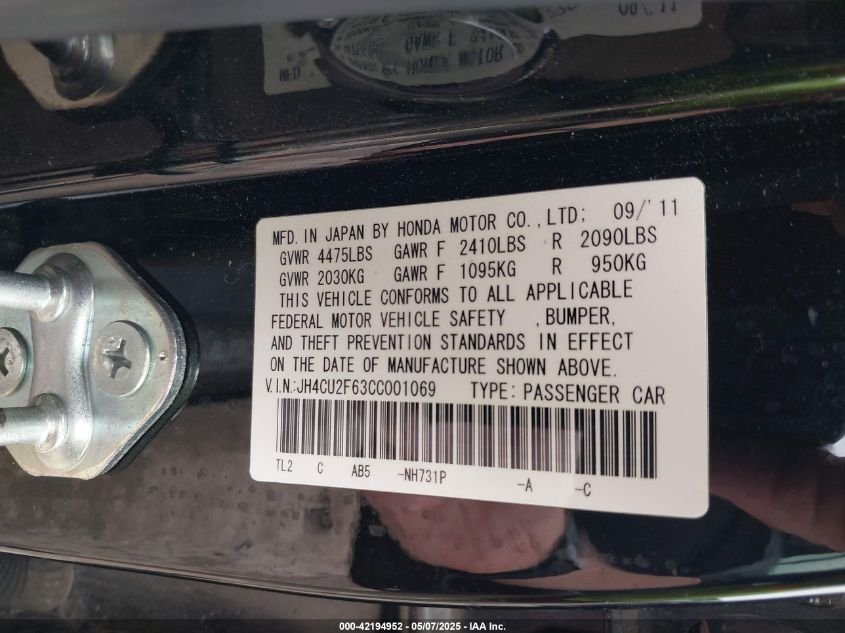 MFD. IN JAPAN BY HONDA MOTOR CO., LTD; 09/'11
GVWR 4475LBS GAWR F 2410LBS R 2090LBS
GVWR 2030KG GAWR F 1095KG R 950KG
THIS VEHICLE CONFORMS TO ALL APPLICABLE
FEDERAL MOTOR VEHICLE SAFETY , BUMPER,
AND THEFT PREVENTION STANDARDS IN EFFECT
ON THE DATE OF MANUFACTURE SHOWN ABOVE.
V.I.N:JH4CU2F63CC001069 TYPE: PASSENGER CAR
TL2 C AB5 -NH731P -A -C
000-42194952 — 05/07/2025 - IAA Inc.